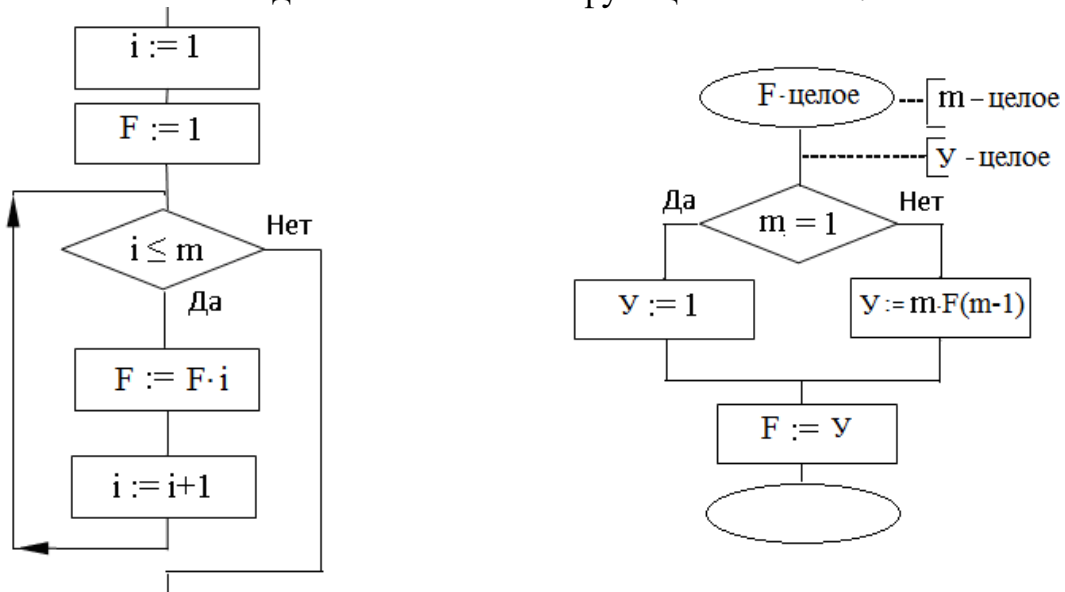 i := 1
F := 1
i ≤ m
Нет
Да
F := F· i
i := i+1
F - целое
m – целое
У - целое
Да
Нет
m = 1
У := 1
У := m·F(m-1)
F := У